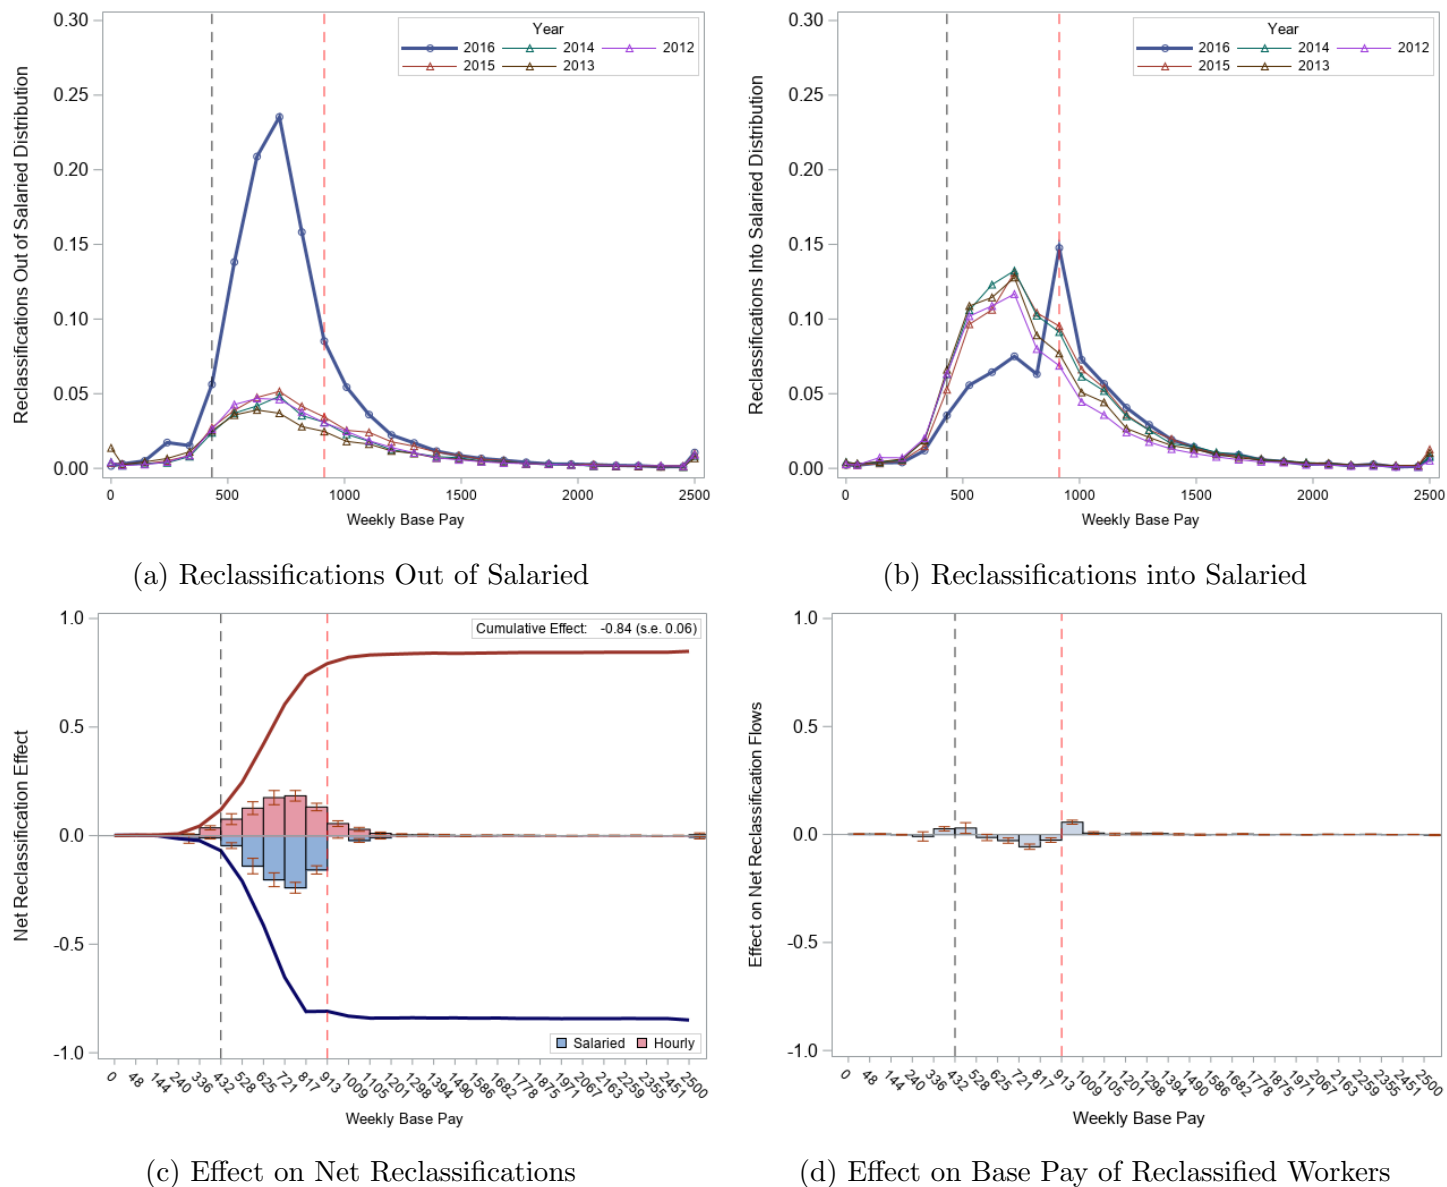 Reclassifications Out of Salaried Distribution
0.30
0.25
0.20
0.15
0.10
0.05
0.00
Year
2016 2014 2012
2015 2013
0 500 1000 1500 2000 2500
Weekly Base Pay
(a) Reclassifications Out of Salaried
Reclassifications Into Salaried Distribution
0.30
0.25
0.20
0.15
0.10
0.05
0.00
Year
2016 2014 2012
2015 2013
0 500 1000 1500 2000 2500
Weekly Base Pay
(b) Reclassifications into Salaried
Net Reclassification Effect
1.0
0.5
0.0
-0.5
-1.0
Cumulative Effect: -0.84 (s.e. 0.06)
Salaried Hourly
0 48 144 240 336 432 528 625 721 817 913 1009 1105 1201 1298 1394 1490 1586 1682 1778 1875 1971 2067 2163 2259 2355 2451 2500
Weekly Base Pay
(c) Effect on Net Reclassifications
Effect on Net Reclassification Flows
1.0
0.5
0.0
-0.5
-1.0
0 48 144 240 336 432 528 625 721 817 913 1009 1105 1201 1298 1394 1490 1586 1682 1778 1875 1971 2067 2163 2259 2355 2451 2500
Weekly Base Pay
(d) Effect on Base Pay of Reclassified Workers